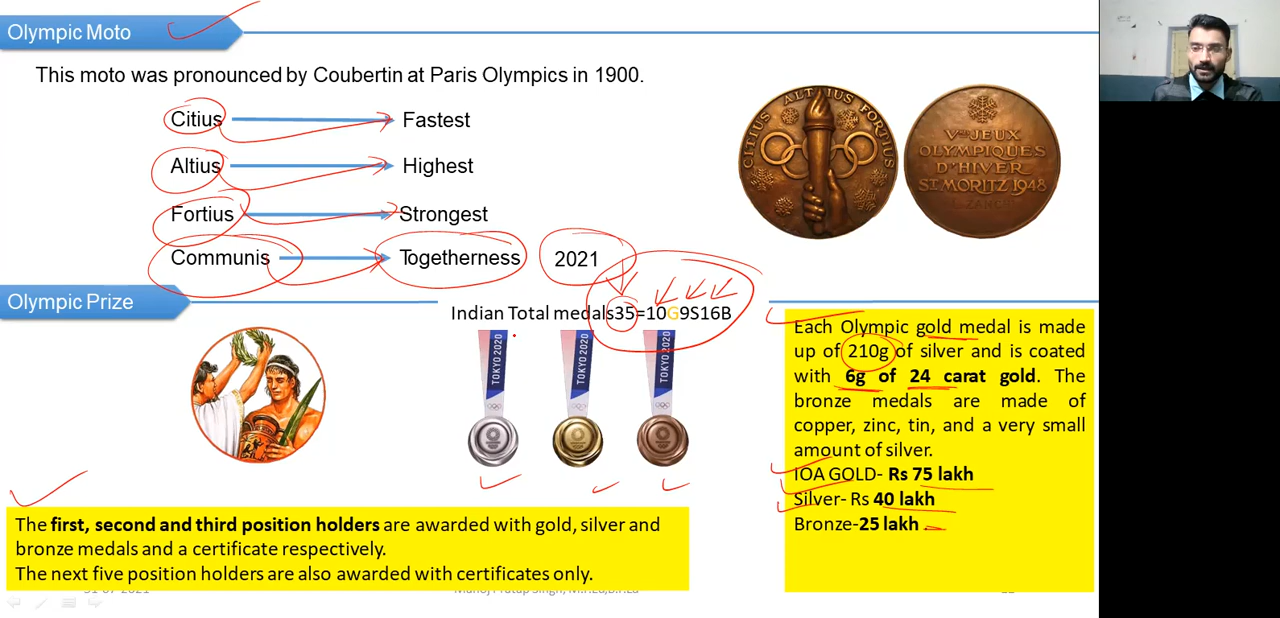 Olympic Moto
This moto was pronounced by Coubertin at Paris Olympics in 1900.
Citius Fastest
Altius Highest
Fortius Strongest
Communis Togetherness 2021
CITIUS ALTIUS FORTIUS
JEUX
OLYMPIQUES
D'HIVER
ST. MORITZ 1948
Olympic Prize
Indian Total medals35=10G9S16B
TOKYO 2020
TOKYO 2020
TOKYO 2020
Each Olympic gold medal is made
up of 210g of silver and is coated
with 6g of 24 carat gold. The
bronze medals are made of
copper, zinc, tin, and a very small
amount of silver.
IOA GOLD- Rs 75 lakh
Silver- Rs 40 lakh
Bronze-25 lakh
The first, second and third position holders are awarded with gold, silver and
bronze medals and a certificate respectively.
The next five position holders are also awarded with certificates only.